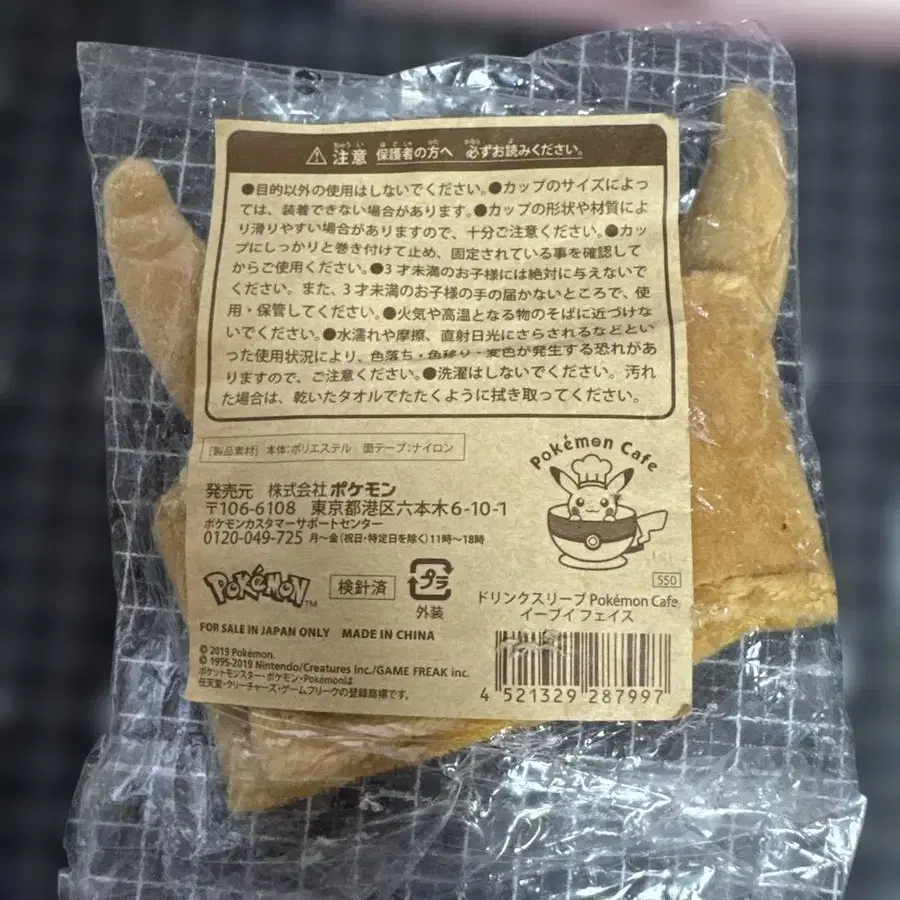 ⚠ 注意 保護者の方へ 必ずお読みください。
●目的以外の使用はしないでください。●カップのサイズによっ
ては、装着できない場合があります。●カップの形状や材質によ
り滑りやすい場合がありますので、十分ご注意ください。●カッ
プにしっかりと巻き付けて止め、固定されている事を確認して
からご使用ください。●3才未満のお子様には絶対に与えないで
ください。また、3才未満のお子様の手の届かないところで、使
用・保管してください。●火気や高温となる物のそばに近づけな
いでください。●水濡れや摩擦、直射日光にさらされるなどとい
った使用状況により、色落ち・色移り・変色が発生する恐れがあ
りますので、ご注意ください。●洗濯はしないでください。汚れ
た場合は、乾いたタオルでたたくように拭き取ってください。
[製品素材] 本体:ポリエステル 面テープ:ナイロン
発売元 株式会社ポケモン
〒106-6108 東京都港区六本木6-10-1
ポケモンカスタマーサポートセンター
0120-049-725 月～金(祝日・特定日を除く)11時～18時
Pokémon Cafe
POKéMON™ 検針済 プラ
外装
550
ドリンクスリーブ Pokémon Cafe
イーブイ フェイス
FOR SALE IN JAPAN ONLY MADE IN CHINA
© 2019 Pokémon.
© 1995-2019 Nintendo/Creatures Inc./GAME FREAK inc.
ポケットモンスター・ポケモン・Pokémonは
任天堂・クリーチャーズ・ゲームフリークの登録商標です。
4 521329 287997